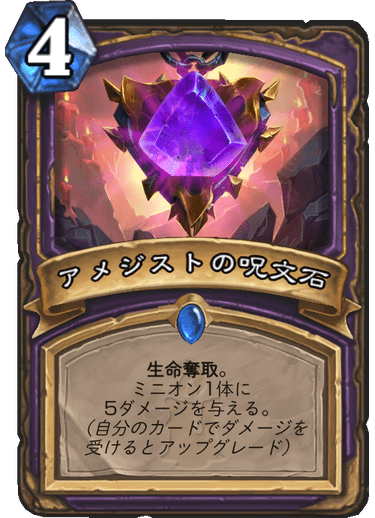 4
アメジストの呪文石
生命奪取。
ミニオン1体に
5ダメージを与える。
（自分のカードでダメージを
受けるとアップグレード）